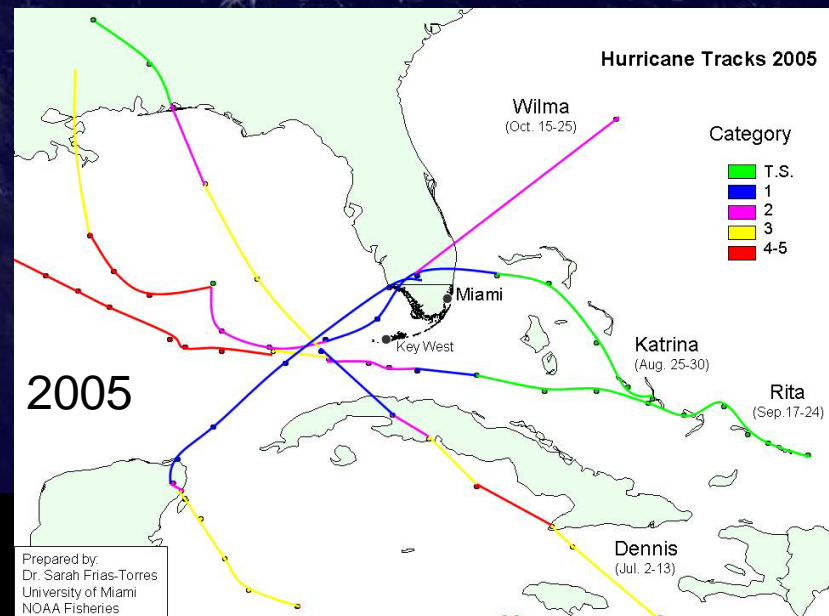 Hurricane Tracks 2005
Wilma
(Oct. 15-25)
Category
T.S.
1
2
3
4-5
Miami
Key West
Katrina
(Aug. 25-30)
2005
Rita
(Sep.17-24)
Dennis
(Jul. 2-13)
Prepared by:
Dr. Sarah Frias-Torres
University of Miami
NOAA Fisheries